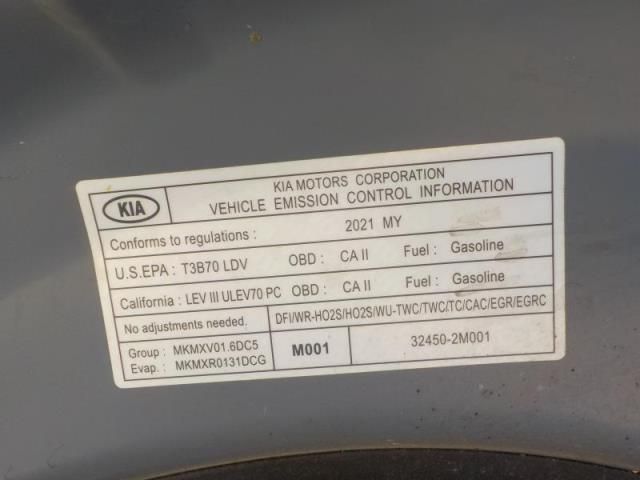 KIA
KIA MOTORS CORPORATION
VEHICLE EMISSION CONTROL INFORMATION
Conforms to regulations : 2021 MY
U.S.EPA : T3B70 LDV OBD : CA II Fuel : Gasoline
California : LEV III ULEV70 PC OBD : CA II Fuel : Gasoline
No adjustments needed. DFI/WR-HO2S/HO2S/WU-TWC/TWC/TC/CAC/EGR/EGRC
Group : MKMXV01.6DC5
Evap. : MKMXR0131DCG
M001
32450-2M001